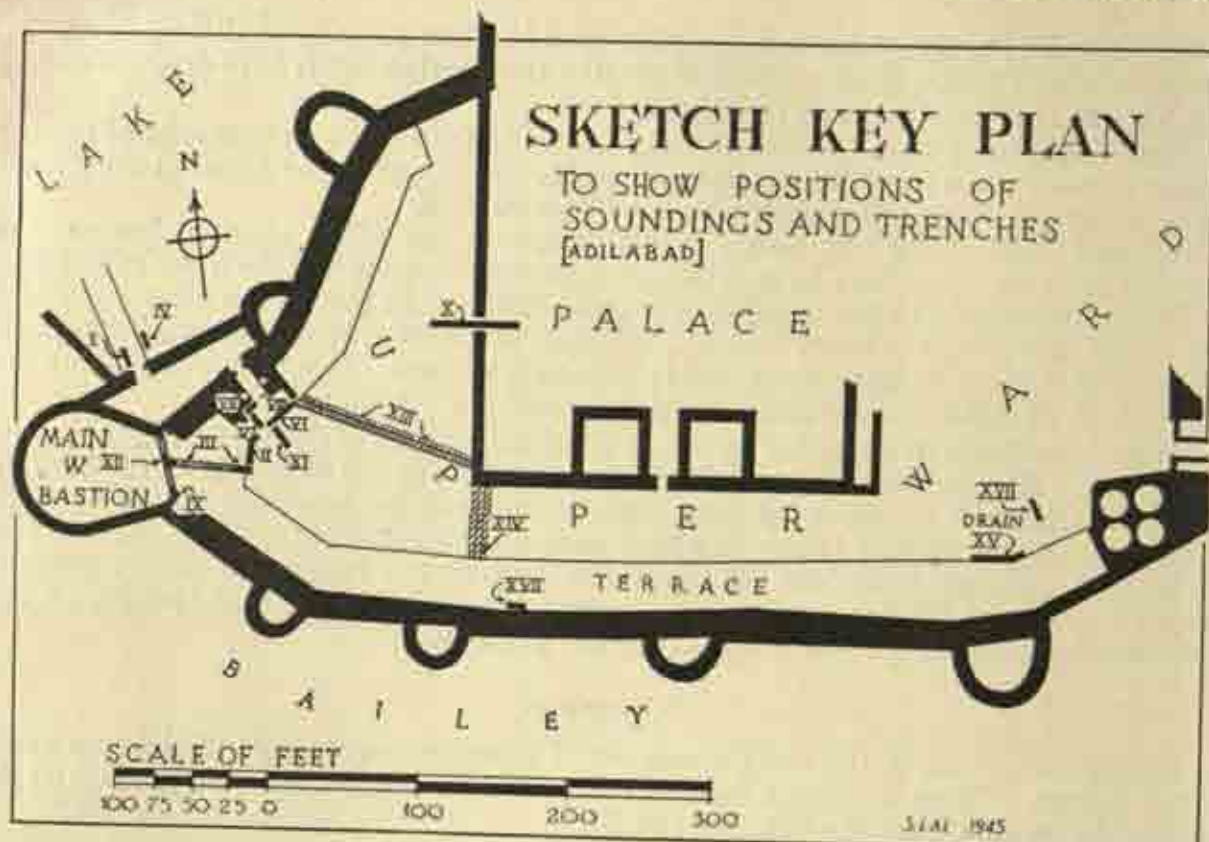 SKETCH KEY PLAN
TO SHOW POSITIONS OF
SOUNDINGS AND TRENCHES
[ADILABAD]
LAKE
N
IV
I
X
PALACE
UPPER WARD
XIII
VI
XI
II
III
XII
MAIN
W.
BASTION
IX
XIV
XVII
DRAIN
XV
TERRACE
XVII
BAILEY
SCALE OF FEET
100 75 50 25 0 100 200 300
S.LAL 1945